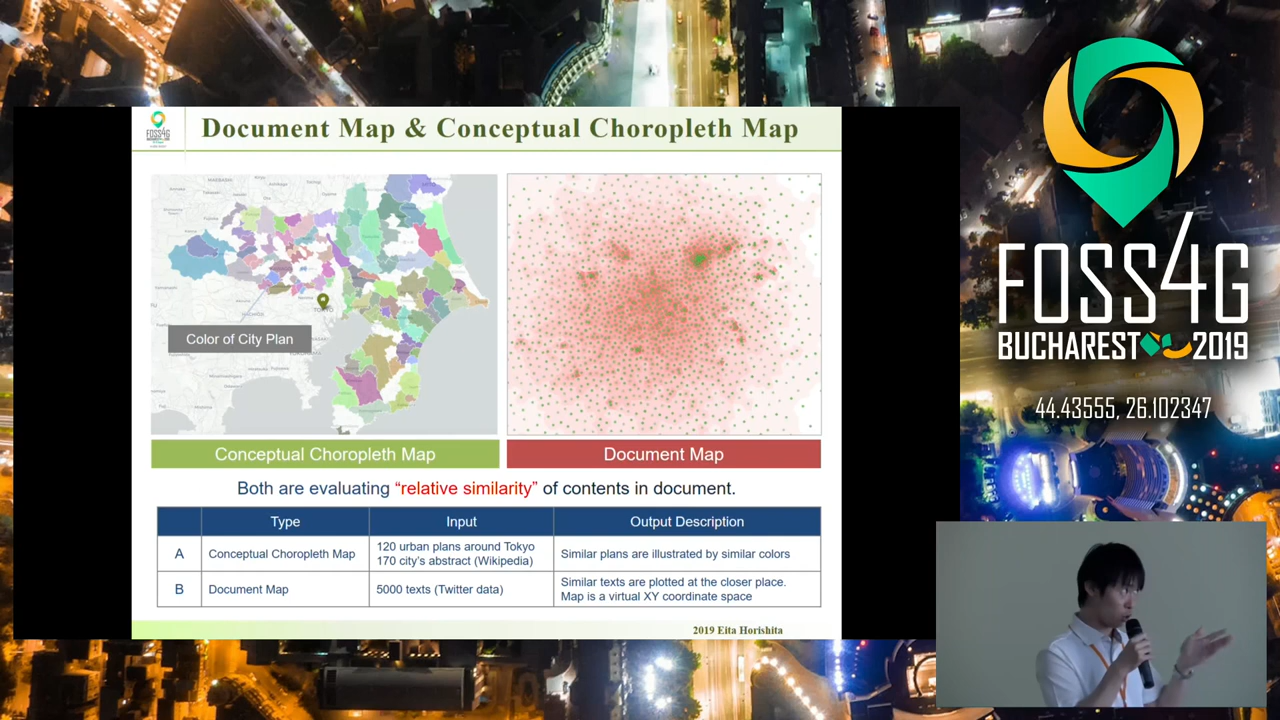 FOSS4G
Document Map & Conceptual Choropleth Map
TOKYO
Color of City Plan
Conceptual Choropleth Map
Document Map
Both are evaluating “relative similarity” of contents in document.
Type
Input
Output Description
A
Conceptual Choropleth Map
120 urban plans around Tokyo
170 city's abstract (Wikipedia)
Similar plans are illustrated by similar colors
B
Document Map
5000 texts (Twitter data)
Similar texts are plotted at the closer place.
Map is a virtual XY coordinate space
2019 Eita Horishita
FOSS4G
BUCHAREST 2019
44.43555, 26.102347